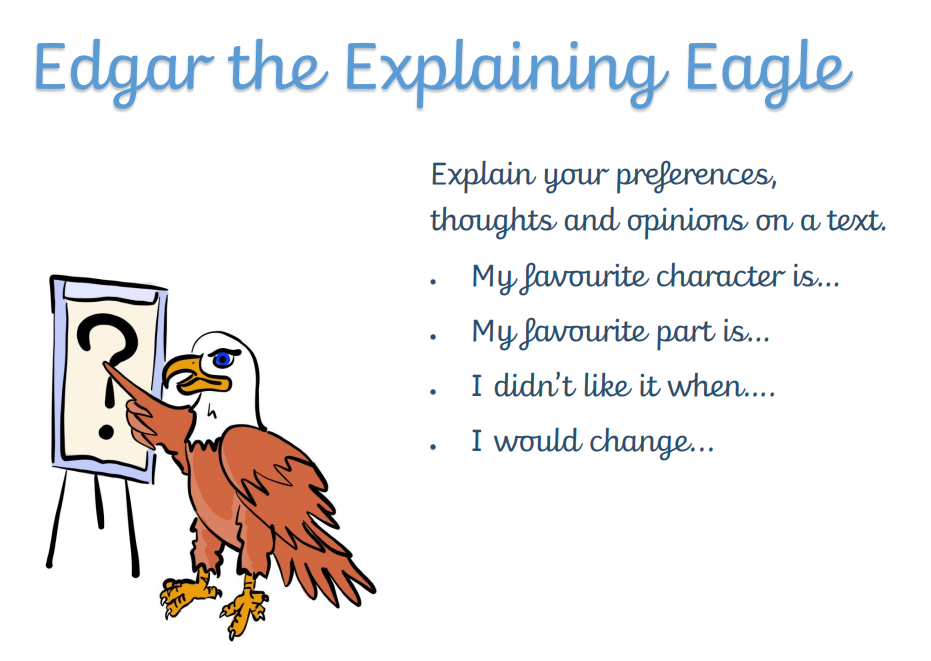 Edgar the Explaining Eagle
Explain your preferences,
thoughts and opinions on a text.
• My favourite character is...
• My favourite part is...
• I didn't like it when....
• I would change...
?